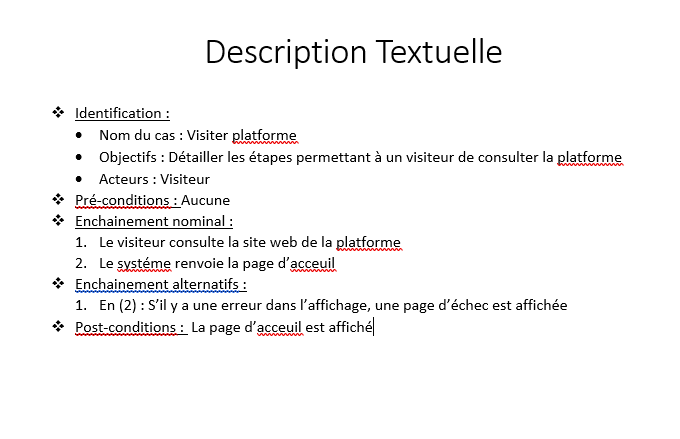 Description Textuelle
❖ Identification :
• Nom du cas : Visiter platforme
• Objectifs : Détailler les étapes permettant à un visiteur de consulter la platforme
• Acteurs : Visiteur
❖ Pré-conditions : Aucune
❖ Enchainement nominal :
1. Le visiteur consulte la site web de la platforme
2. Le systéme renvoie la page d’acceuil
❖ Enchainement alternatifs :
1. En (2) : S’il y a une erreur dans l’affichage, une page d’échec est affichée
❖ Post-conditions : La page d’acceuil est affiché